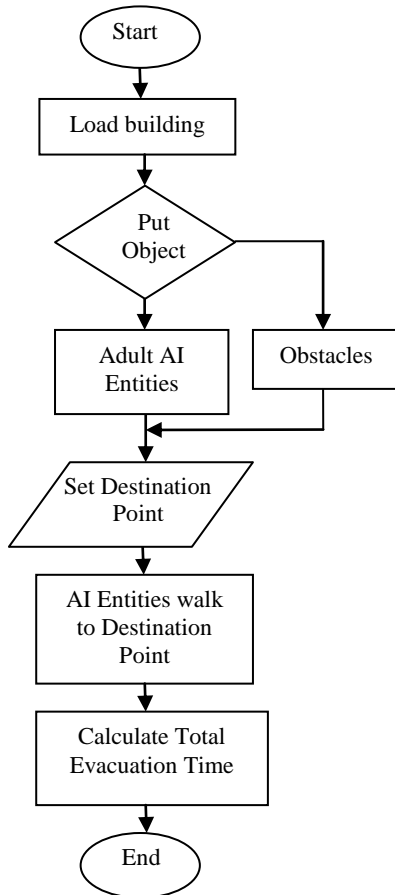 Start
Load building
Put
Object
Adult AI
Entities
Obstacles
Set Destination
Point
AI Entities walk
to Destination
Point
Calculate Total
Evacuation Time
End